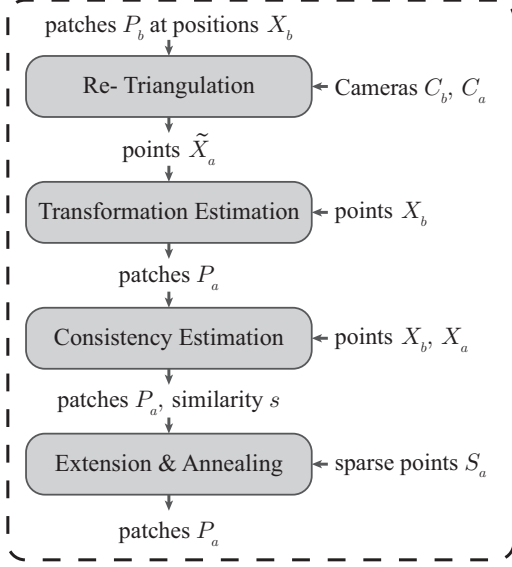 patches P_b at positions X_b
Re- Triangulation
Cameras C_b, C_a
points X̃_a
Transformation Estimation
points X_b
patches P_a
Consistency Estimation
points X_b, X_a
patches P_a, similarity s
Extension & Annealing
sparse points S_a
patches P_a